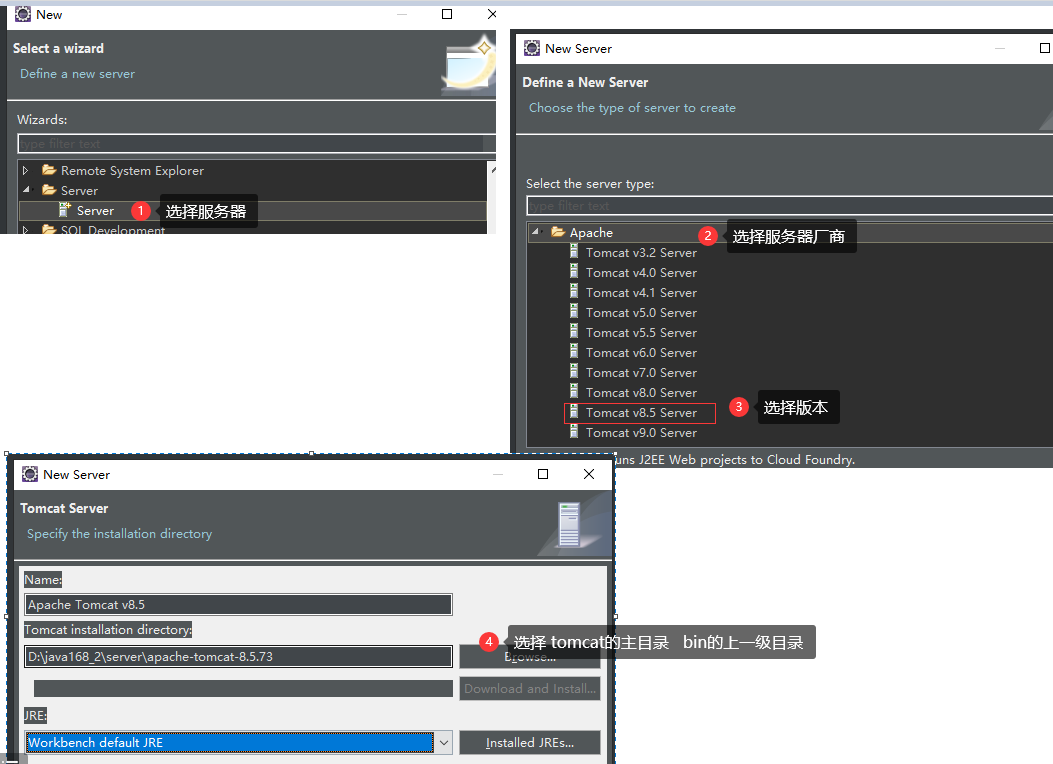 New
Select a wizard
Define a new server
Wizards:
type filter text
Remote System Explorer
Server
Server
1 选择服务器
SQL Development
New Server
Define a New Server
Choose the type of server to create
Select the server type:
type filter text
Apache
2 选择服务器厂商
Tomcat v3.2 Server
Tomcat v4.0 Server
Tomcat v4.1 Server
Tomcat v5.0 Server
Tomcat v5.5 Server
Tomcat v6.0 Server
Tomcat v7.0 Server
Tomcat v8.0 Server
Tomcat v8.5 Server
3 选择版本
Tomcat v9.0 Server
uns J2EE Web projects to Cloud Foundry.
New Server
Tomcat Server
Specify the installation directory
Name:
Apache Tomcat v8.5
Tomcat installation directory:
4 选择 tomcat的主目录 bin的上一级目录
D:\java168_2\server\apache-tomcat-8.5.73
Browse...
Download and Install...
JRE:
Workbench default JRE
Installed JREs...